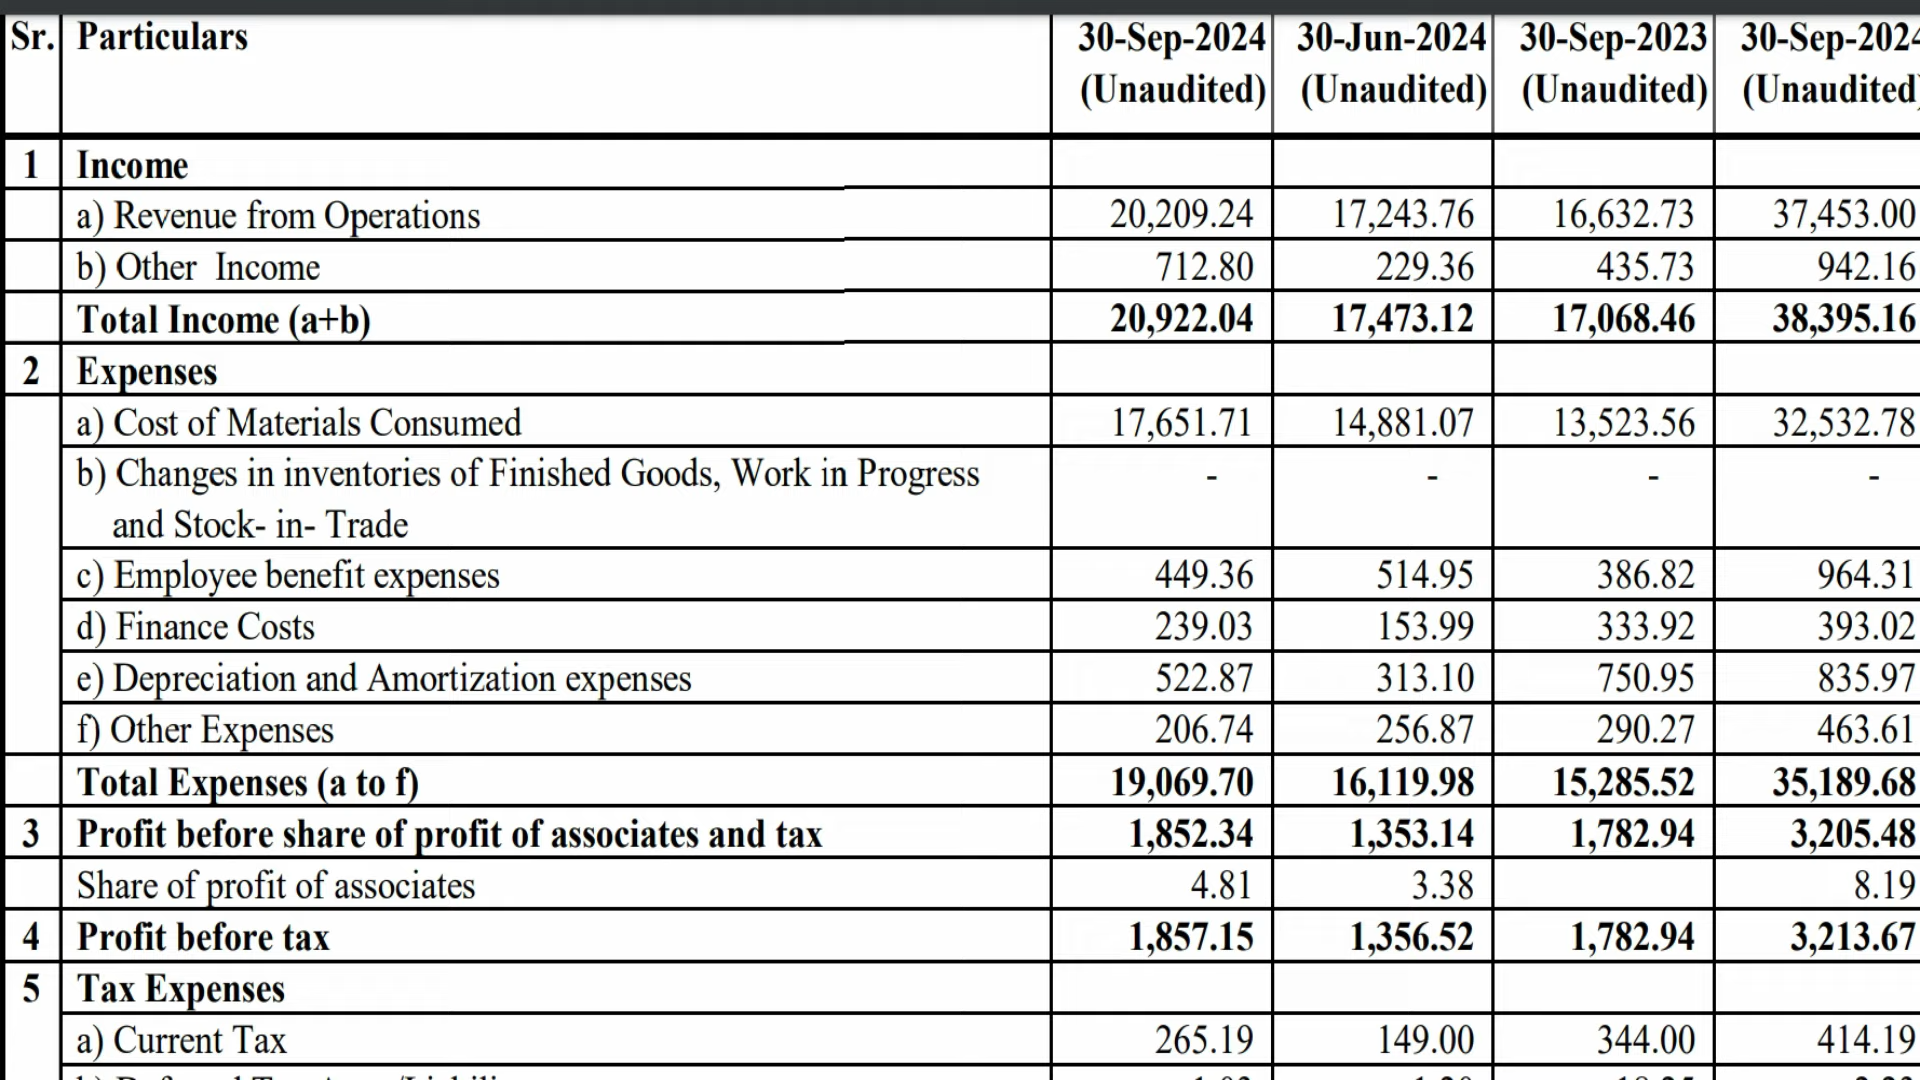 Sr. Particulars 30-Sep-2024 30-Jun-2024 30-Sep-2023 30-Sep-2024
(Unaudited) (Unaudited) (Unaudited) (Unaudited)
1 Income
a) Revenue from Operations 20,209.24 17,243.76 16,632.73 37,453.00
b) Other Income 712.80 229.36 435.73 942.16
Total Income (a+b) 20,922.04 17,473.12 17,068.46 38,395.16
2 Expenses
a) Cost of Materials Consumed 17,651.71 14,881.07 13,523.56 32,532.78
b) Changes in inventories of Finished Goods, Work in Progress - - - -
and Stock- in- Trade
c) Employee benefit expenses 449.36 514.95 386.82 964.31
d) Finance Costs 239.03 153.99 333.92 393.02
e) Depreciation and Amortization expenses 522.87 313.10 750.95 835.97
f) Other Expenses 206.74 256.87 290.27 463.61
Total Expenses (a to f) 19,069.70 16,119.98 15,285.52 35,189.68
3 Profit before share of profit of associates and tax 1,852.34 1,353.14 1,782.94 3,205.48
Share of profit of associates 4.81 3.38 8.19
4 Profit before tax 1,857.15 1,356.52 1,782.94 3,213.67
5 Tax Expenses
a) Current Tax 265.19 149.00 344.00 414.19